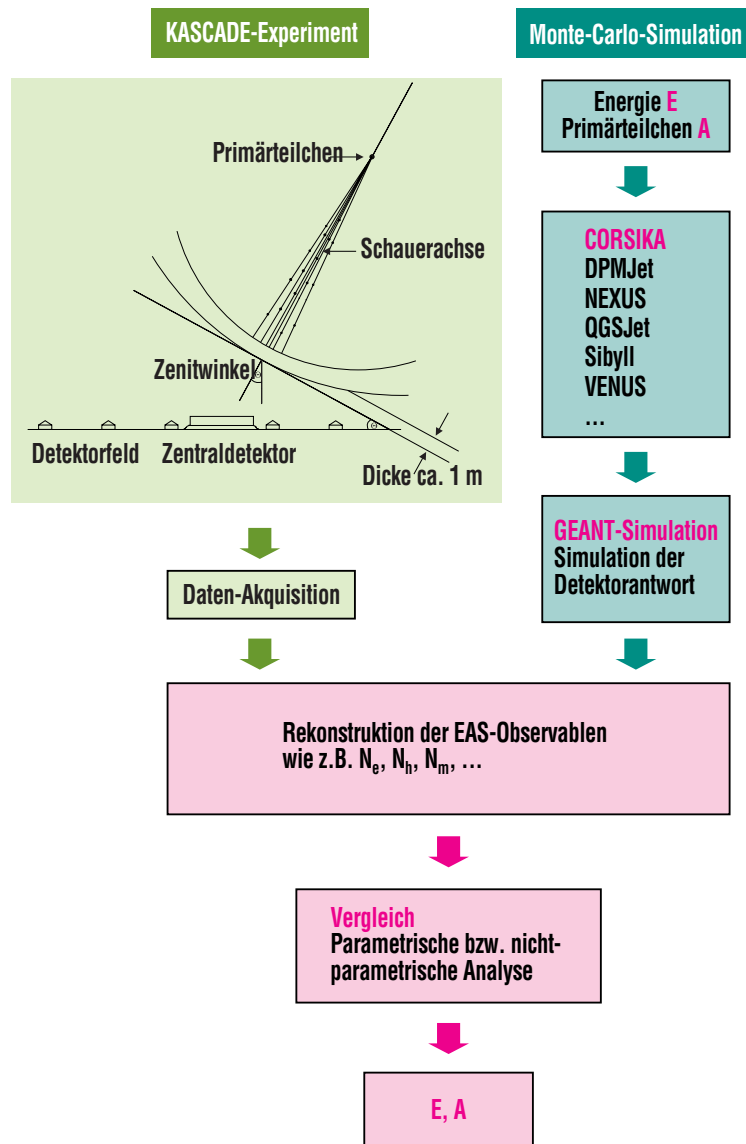 KASCADE-Experiment
Monte-Carlo-Simulation
Primärteilchen
Schauerachse
Zenitwinkel
Θ
Θ
Detektorfeld
Zentraldetektor
Dicke ca. 1 m
Energie E
Primärteilchen A
CORSIKA
DPMJet
NEXUS
QGSJet
Sibyll
VENUS
...
GEANT-Simulation
Simulation der
Detektorantwort
Daten-Akquisition
Rekonstruktion der EAS-Observablen
wie z.B. Nₑ, Nₕ, Nₘ, ...
Vergleich
Parametrische bzw. nicht-
parametrische Analyse
E, A